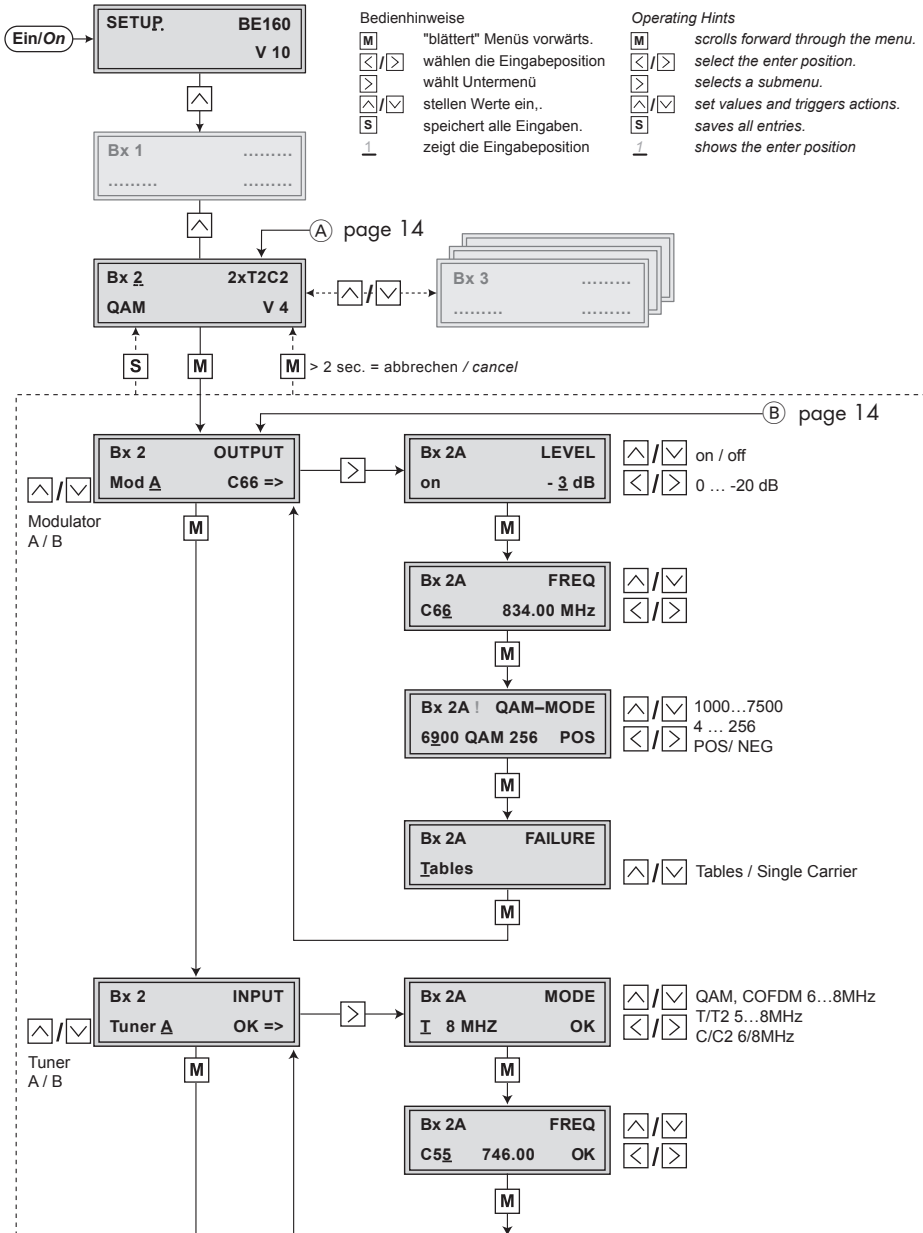 Ein/On
SETUP BE160
V 10
Bedienhinweise
M "blättert" Menüs vorwärts.
</> wählen die Eingabeposition
> wählt Untermenü
∧/∨ stellen Werte ein,.
S speichert alle Eingaben.
1 zeigt die Eingabeposition
Operating Hints
M scrolls forward through the menu.
</> select the enter position.
> selects a submenu.
∧/∨ set values and triggers actions.
S saves all entries.
1 shows the enter position
∧
Bx 1 .........
......... .........
∧
A page 14
Bx 2 2xT2C2
QAM V 4
∧/∨
Bx 3 .........
......... .........
S
M
M > 2 sec. = abbrechen / cancel
B page 14
Bx 2 OUTPUT
Mod A C66 =>
∧/∨
Modulator
A / B
>
Bx 2A LEVEL
on - 3 dB
∧/∨ on / off
</> 0 ... -20 dB
M
M
Bx 2A FREQ
C66 834.00 MHz
∧/∨
</>
M
Bx 2A ! QAM–MODE
6900 QAM 256 POS
∧/∨ 1000...7500
4 ... 256
</> POS/ NEG
M
Bx 2A FAILURE
Tables
∧/∨ Tables / Single Carrier
M
Bx 2 INPUT
Tuner A OK =>
∧/∨
Tuner
A / B
>
Bx 2A MODE
T 8 MHZ OK
∧/∨ QAM, COFDM 6...8MHz
T/T2 5...8MHz
</> C/C2 6/8MHz
M
M
Bx 2A FREQ
C55 746.00 OK
∧/∨
</>
M